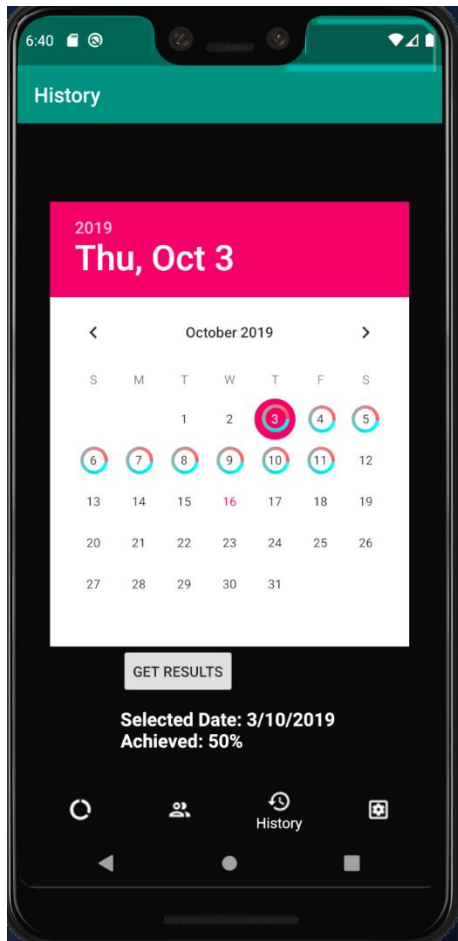 6:40
History
2019
Thu, Oct 3
October 2019
S M T W T F S
1 2 3 4 5
6 7 8 9 10 11 12
13 14 15 16 17 18 19
20 21 22 23 24 25 26
27 28 29 30 31
GET RESULTS
Selected Date: 3/10/2019
Achieved: 50%
History